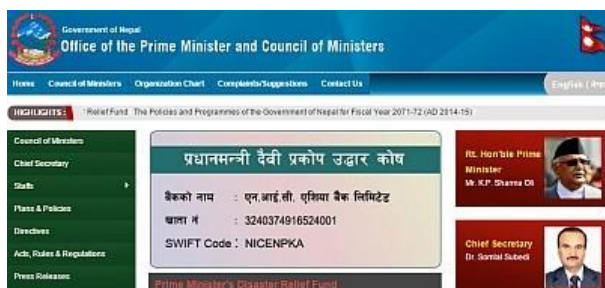 Government of Nepal
Office of the Prime Minister and Council of Ministers
Home Council of Ministers Organization Chart Complaints/Suggestions Contact Us
English |
HIGHLIGHTS : Relief Fund The Policies and Programmes of the Government of Nepal for Fiscal Year 2071-72 (AD 2014-15)
Council of Ministers
Chief Secretary
Staffs
Plans & Policies
Directives
Acts, Rules & Regulations
Press Releases
प्रधानमन्त्री दैवी प्रकोप उद्धार कोष
बैंकको नाम : एन.आई.सी. एशिया बैंक लिमिटेड
खाता नं : 3240374916524001
SWIFT Code : NICENPKA
Prime Minister's Disaster Relief Fund
Rt. Hon'ble Prime
Minister
Mr. K.P. Sharma Oli
Chief Secretary
Dr. Somlal Subedi